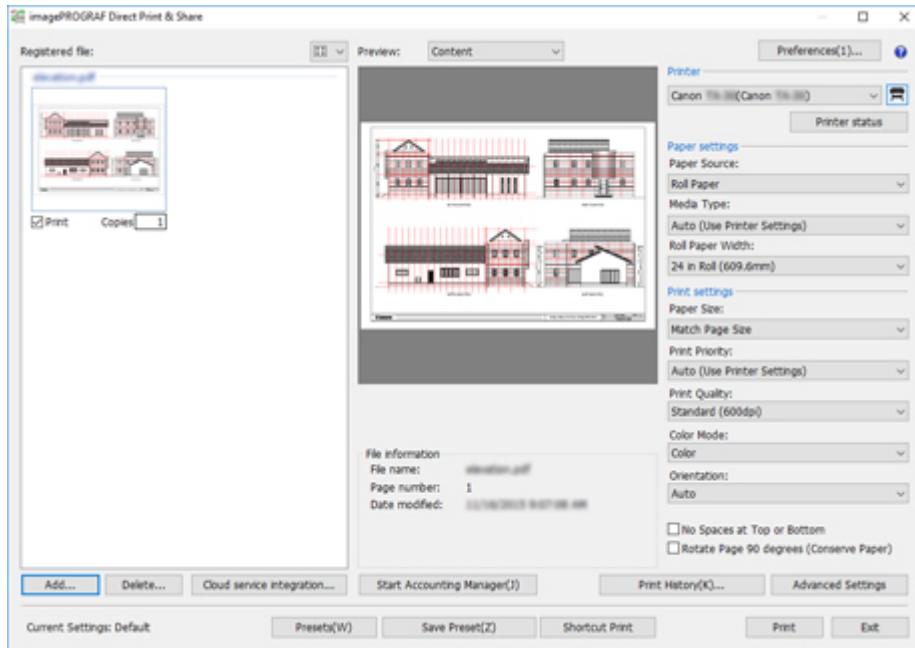 imagePROGRAF Direct Print & Share
Registered file:
Preview: Content
Preferences(1)...
Printer
Canon (Canon )
Printer status
Print
Copies 1
Paper settings
Paper Source:
Roll Paper
Media Type:
Auto (Use Printer Settings)
Roll Paper Width:
24 in Roll (609.6mm)
Print settings
Paper Size:
Match Page Size
Print Priority:
Auto (Use Printer Settings)
Print Quality:
Standard (600dpi)
Color Mode:
Color
Orientation:
Auto
No Spaces at Top or Bottom
Rotate Page 90 degrees (Conserve Paper)
File information
File name:
Page number: 1
Date modified:
Add... Delete... Cloud service integration... Start Accounting Manager(J) Print History(K)... Advanced Settings
Current Settings: Default Presets(W) Save Preset(Z) Shortcut Print Print Exit